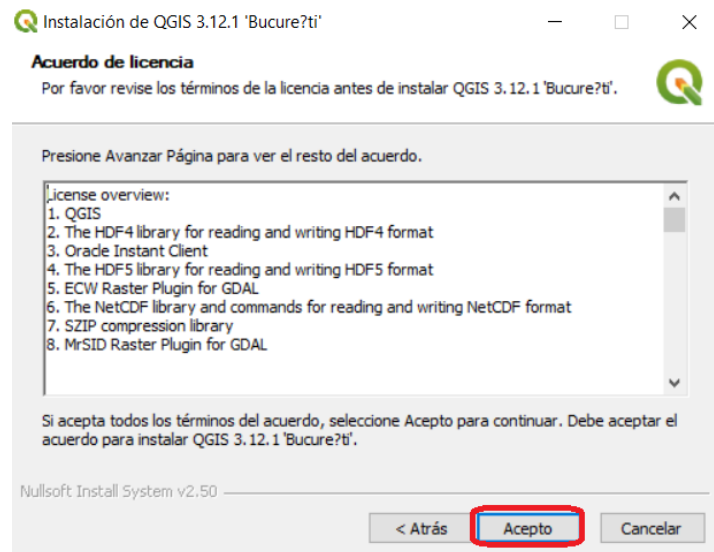 Instalación de QGIS 3.12.1 'Bucure?ti'
Acuerdo de licencia
Por favor revise los términos de la licencia antes de instalar QGIS 3.12.1 'Bucure?ti'.
Presione Avanzar Página para ver el resto del acuerdo.
License overview:
1. QGIS
2. The HDF4 library for reading and writing HDF4 format
3. Oracle Instant Client
4. The HDF5 library for reading and writing HDF5 format
5. ECW Raster Plugin for GDAL
6. The NetCDF library and commands for reading and writing NetCDF format
7. SZIP compression library
8. MrSID Raster Plugin for GDAL
Si acepta todos los términos del acuerdo, seleccione Acepto para continuar. Debe aceptar el
acuerdo para instalar QGIS 3.12.1 'Bucure?ti'.
Nullsoft Install System v2.50
< Atrás Acepto Cancelar